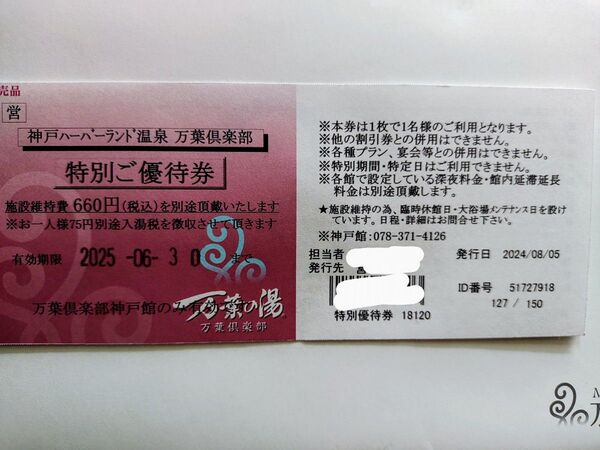 売品
営
神戸ハーバーランド温泉 万葉倶楽部
特別ご優待券
施設維持費660円(税込)を別途頂戴いたします
※お一人様75円別途入湯税を徴収させて頂きます
有効期限 2025-06-30 まで
万葉倶楽部神戸館のみ有効
万葉の湯
万葉倶楽部
※本券は1枚で1名様のご利用となります。
※他の割引券との併用はできません。
※各種プラン、宴会等との併用はできません。
※特別期間・特定日はご利用できません。
※各館で設定している深夜料金・館内延滞延長
料金は別途頂戴します。
★施設維持の為、臨時休館日・大浴場メンテナンス日を設け
ています。日程・詳細はお問合せ下さい。
※神戸館:078-371-4126
担当者
発行日 2024/08/05
発行先 営
ID番号 51727918
127 / 150
特別優待券 18120